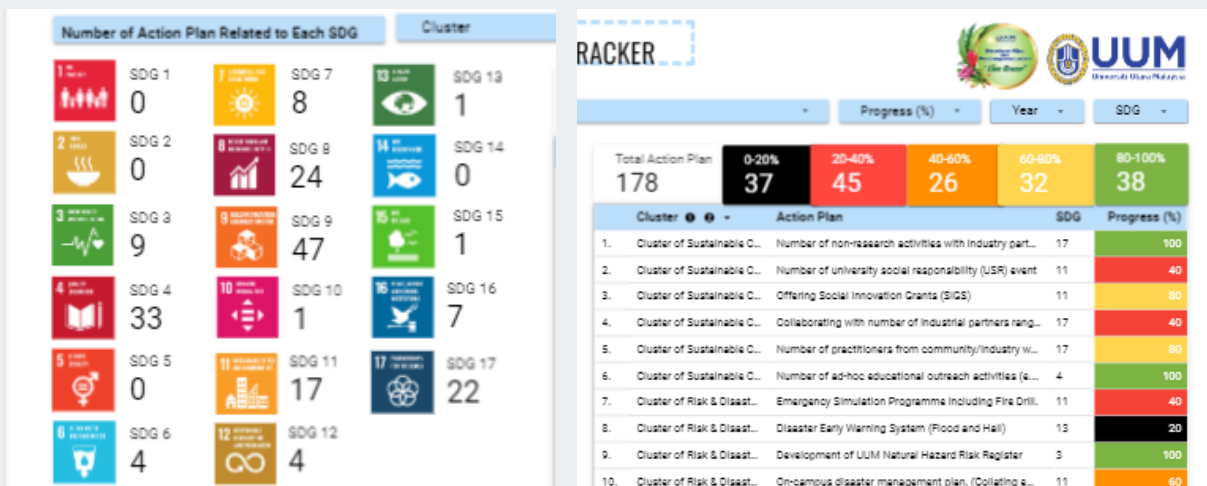 Number of Action Plan Related to Each SDG
Cluster
SDG 1
0
SDG 2
0
SDG 3
9
SDG 4
33
SDG 5
0
SDG 6
4
SDG 7
8
SDG 8
24
SDG 9
47
SDG 10
1
SDG 11
17
SDG 12
4
SDG 13
1
SDG 14
0
SDG 15
1
SDG 16
7
SDG 17
22
RACKER
UUM
Universiti Utara Malaysia
Progress (%)
Year
SDG
Total Action Plan
178
0-20%
37
20-40%
45
40-60%
26
60-80%
32
80-100%
38
Cluster Action Plan SDG Progress (%)
1. Cluster of Sustainable C... Number of non-research activities with industry part... 17 100
2. Cluster of Sustainable C... Number of university social responsibility (USR) event 11 40
3. Cluster of Sustainable C... Offering Social Innovation Grants (SIGS) 11 80
4. Cluster of Sustainable C... Collaborating with number of industrial partners rang... 17 40
5. Cluster of Sustainable C... Number of practitioners from community/industry w... 17 80
6. Cluster of Sustainable C... Number of ad-hoc educational outreach activities (e... 4 100
7. Cluster of Risk & Disast... Emergency Simulation Programme including Fire Drill. 11 40
8. Cluster of Risk & Disast... Disaster Early Warning System (Flood and Hail) 13 20
9. Cluster of Risk & Disast... Development of UUM Natural Hazard Risk Register 3 100
10. Cluster of Risk & Disast... On-campus disaster management plan. (Collating e... 11 60